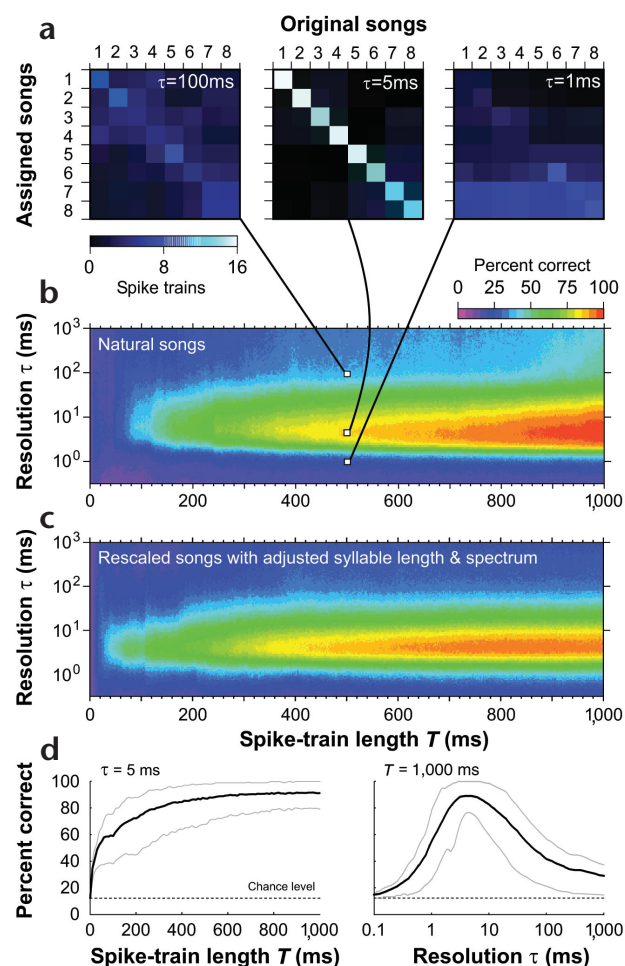 Original songs
a
1 2 3 4 5 6 7 8 1 2 3 4 5 6 7 8 1 2 3 4 5 6 7 8
Assigned songs
1
2
3
4
5
6
7
8
τ=100ms
τ=5ms
τ=1ms
0 8 16
Spike trains
Percent correct
0 25 50 75 100
b
Resolution τ (ms)
10³
10²
10¹
10⁰
Natural songs
0 200 400 600 800 1,000
c
Resolution τ (ms)
10³
10²
10¹
10⁰
Rescaled songs with adjusted syllable length & spectrum
0 200 400 600 800 1,000
Spike-train length T (ms)
d
Percent correct
τ = 5 ms
100
80
60
40
20
0
Chance level
0 200 400 600 800 1,000
Spike-train length T (ms)
T = 1,000 ms
0.1 1 10 100 1,000
Resolution τ (ms)